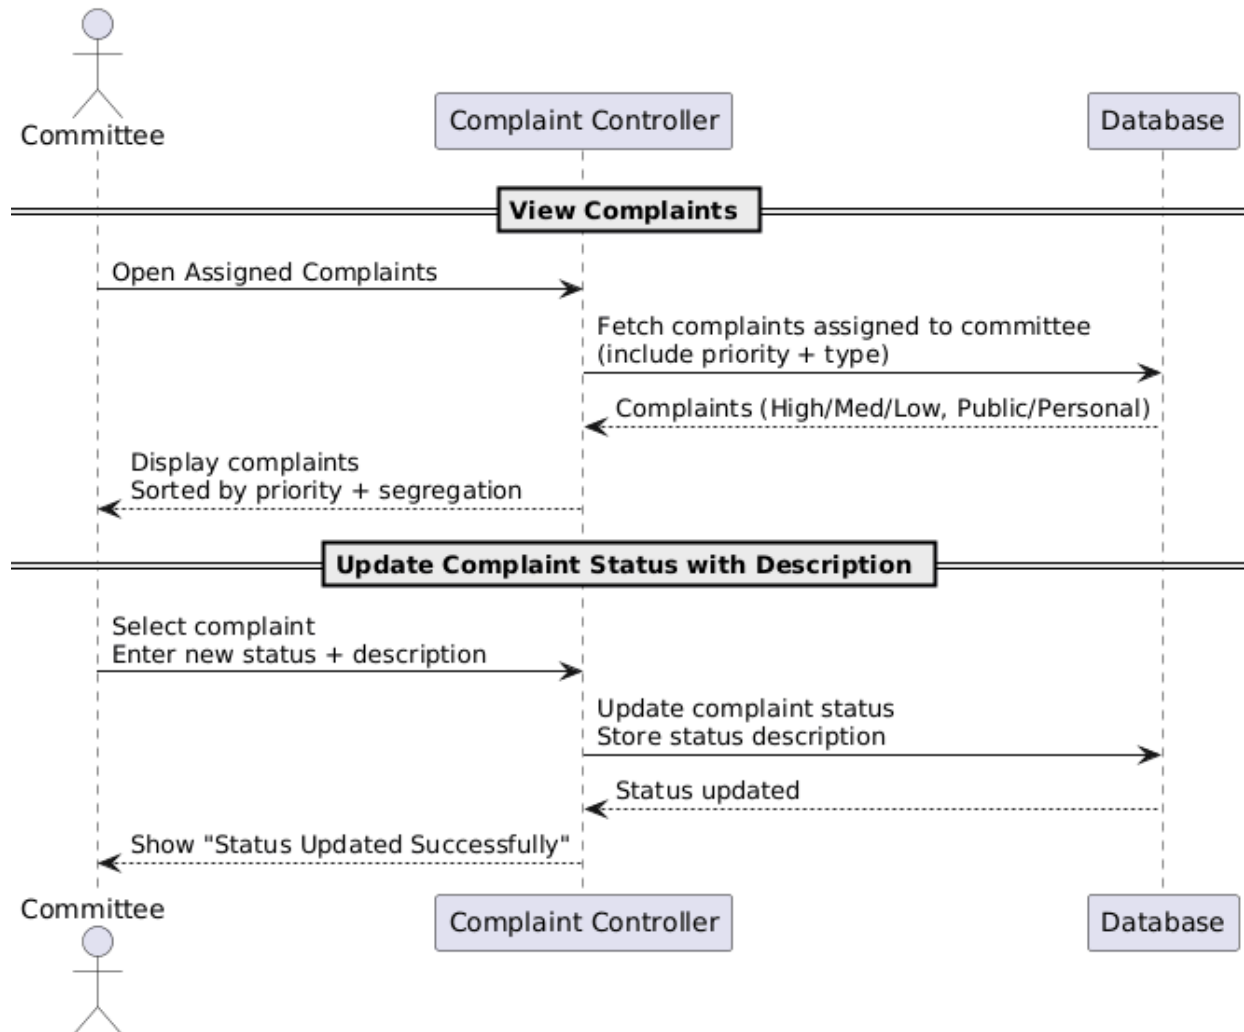 Committee
Complaint Controller
Database
View Complaints
Open Assigned Complaints
Fetch complaints assigned to committee
(include priority + type)
Complaints (High/Med/Low, Public/Personal)
Display complaints
Sorted by priority + segregation
Update Complaint Status with Description
Select complaint
Enter new status + description
Update complaint status
Store status description
Status updated
Show "Status Updated Successfully"
Committee
Complaint Controller
Database